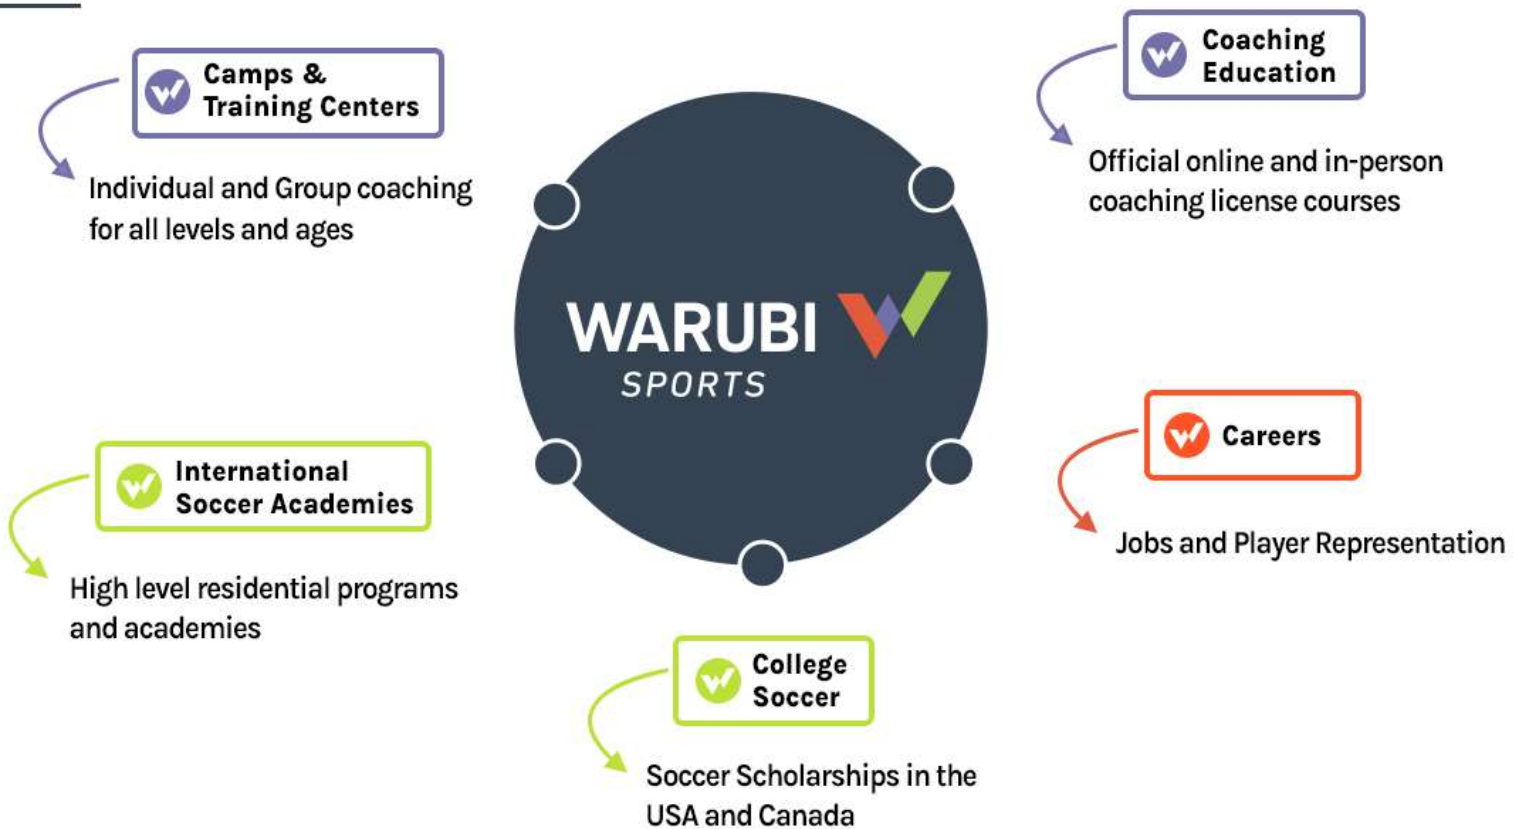 Camps &
Training Centers
Individual and Group coaching
for all levels and ages
Coaching
Education
Official online and in-person
coaching license courses
WARUBI
SPORTS
International
Soccer Academies
High level residential programs
and academies
Careers
Jobs and Player Representation
College
Soccer
Soccer Scholarships in the
USA and Canada